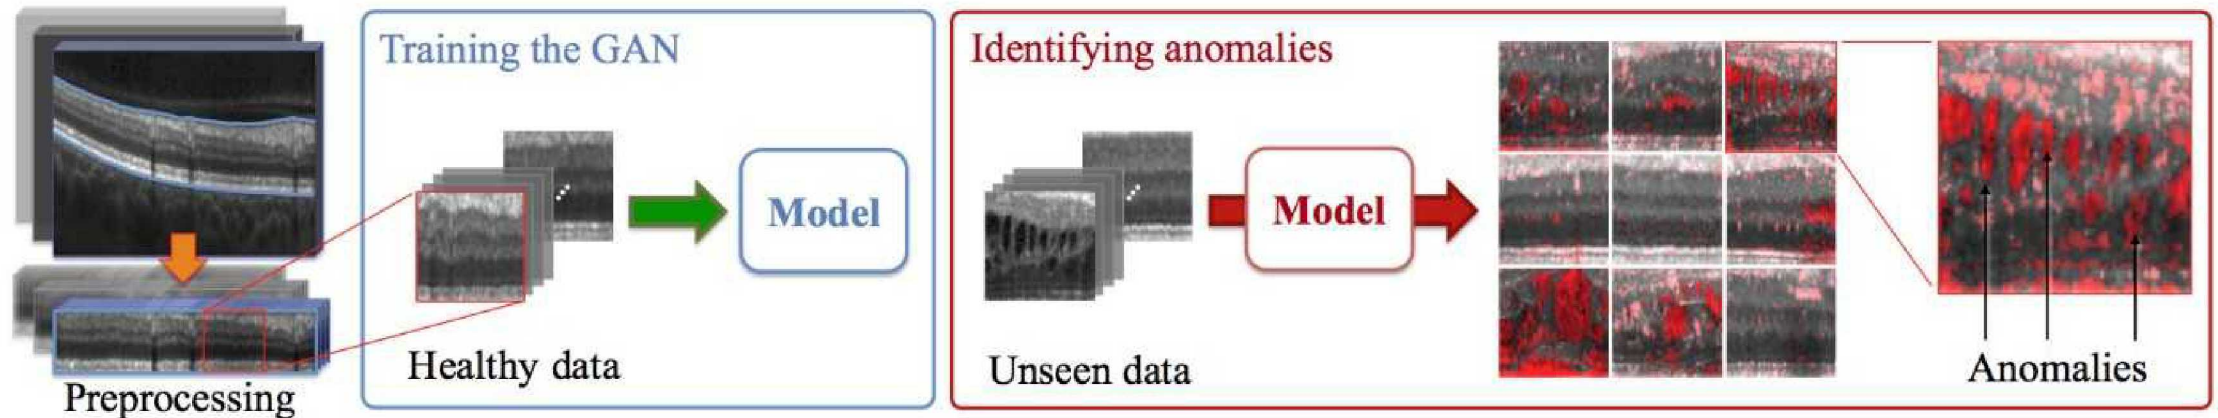 Training the GAN
Identifying anomalies
Model
Model
Healthy data
Unseen data
Anomalies
Preprocessing